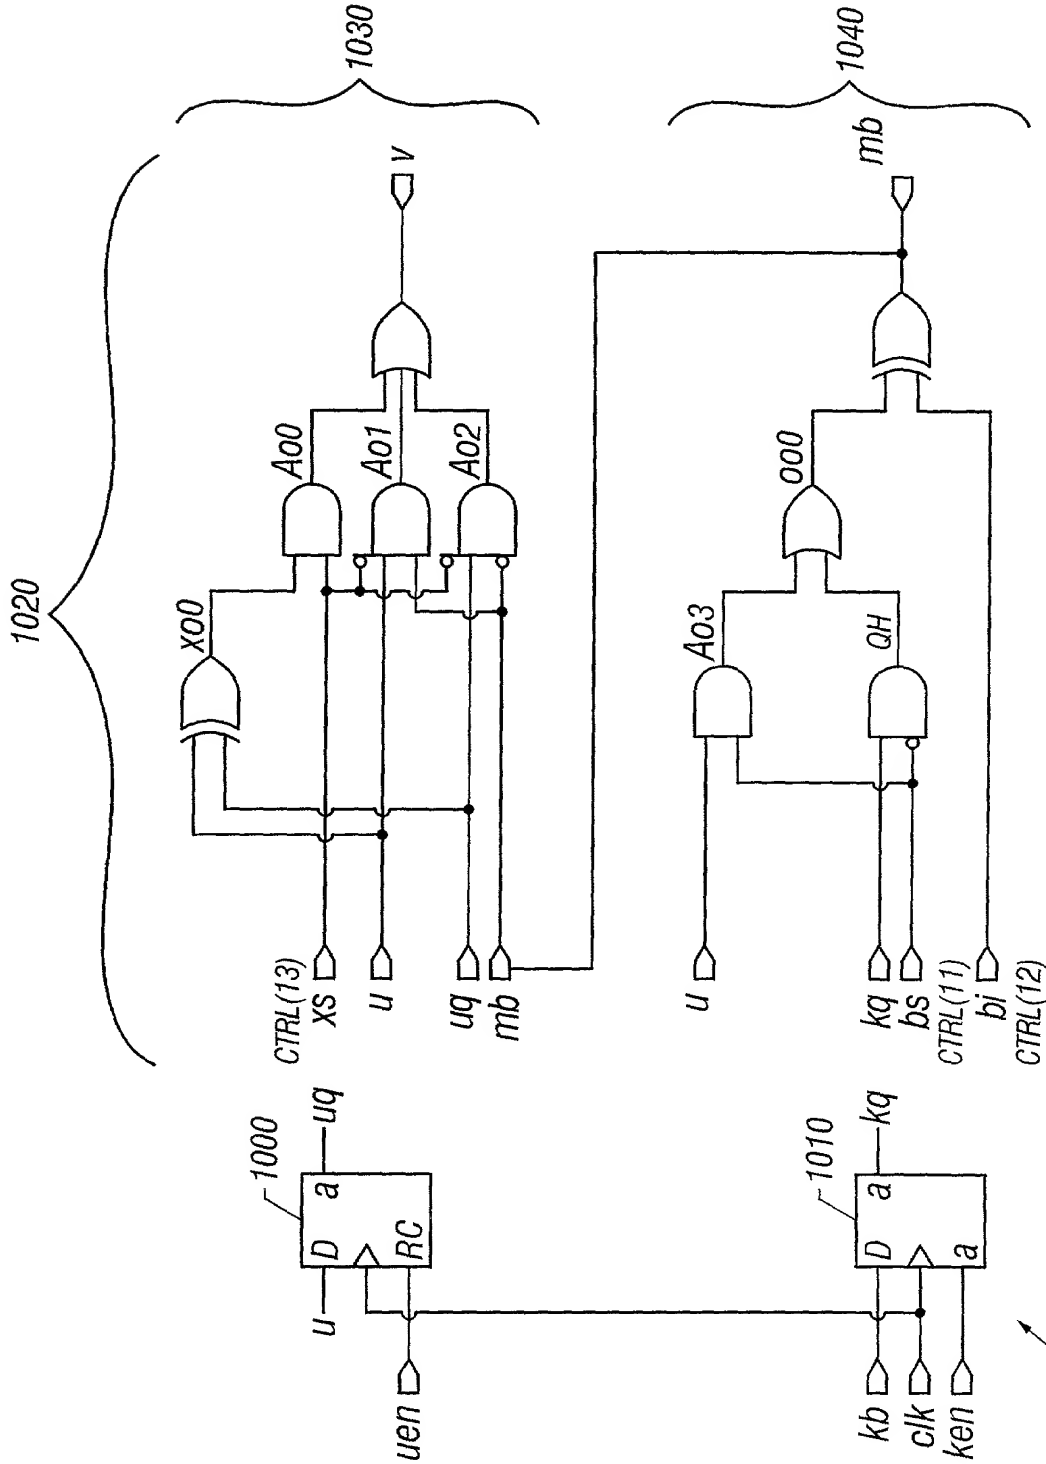 1020
1030
xo0
Ao0
CTRL(13)
xs
Ao1
v
u
Ao2
uq
mb
1040
u
Ao3
ooo
mb
kq
QH
bs
CTRL(11)
bi
CTRL(12)
1000
u
D
a
uq
RC
uen
1010
kb
D
a
kq
clk
ken
a